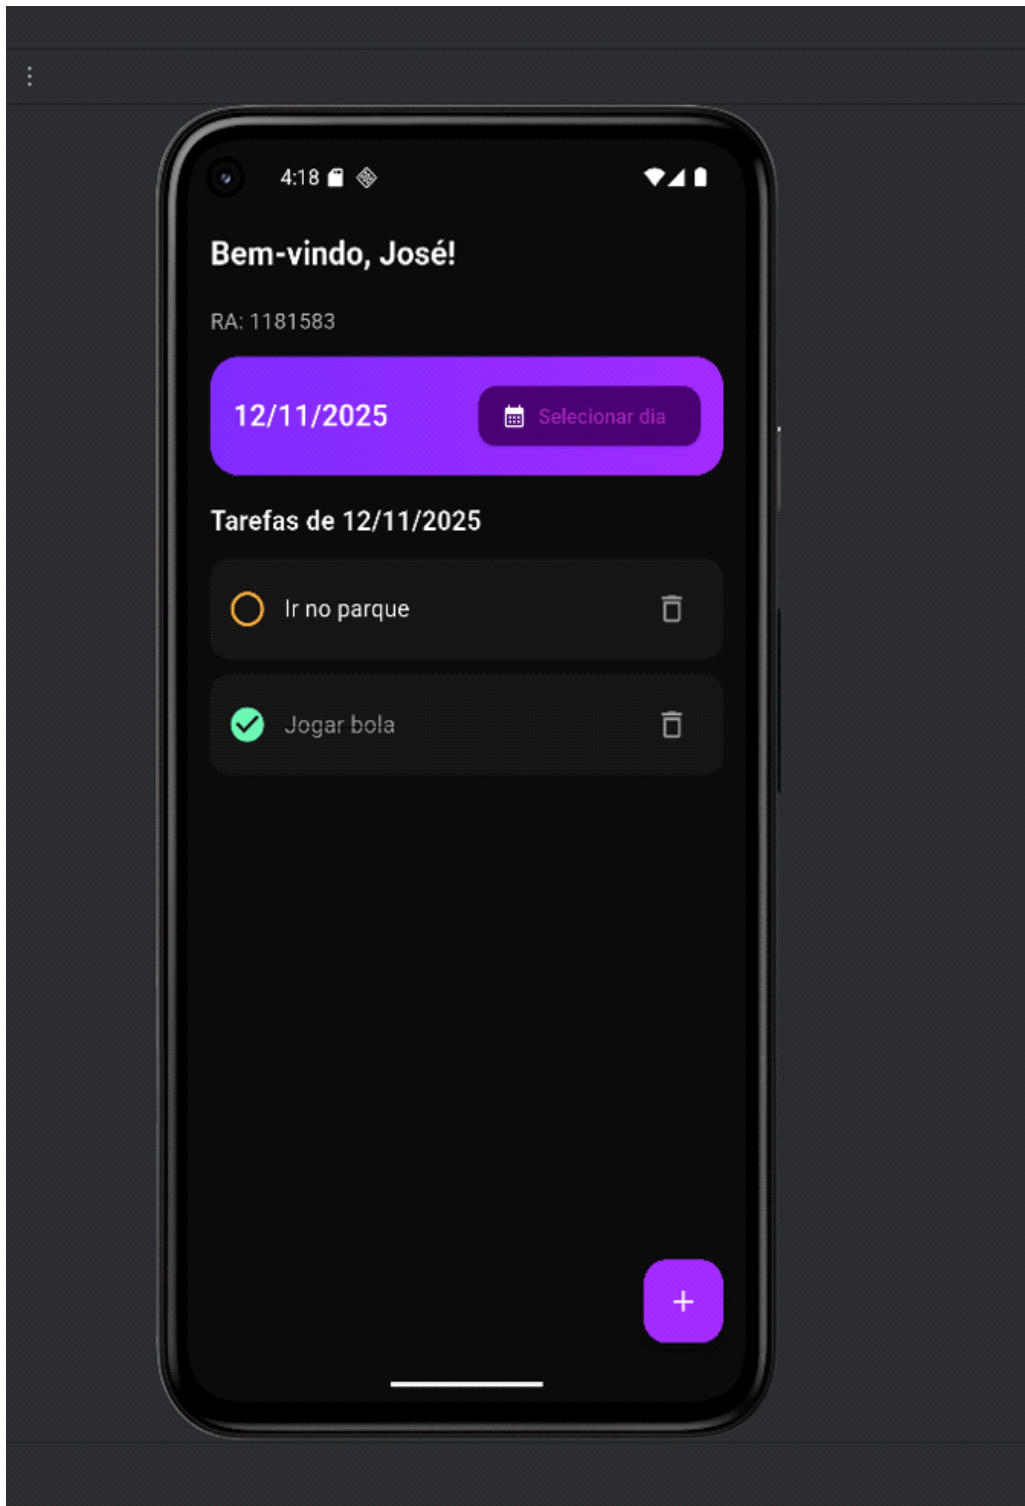 4:18
Bem-vindo, José!
RA: 1181583
12/11/2025
Selecionar dia
Tarefas de 12/11/2025
Ir no parque
Jogar bola